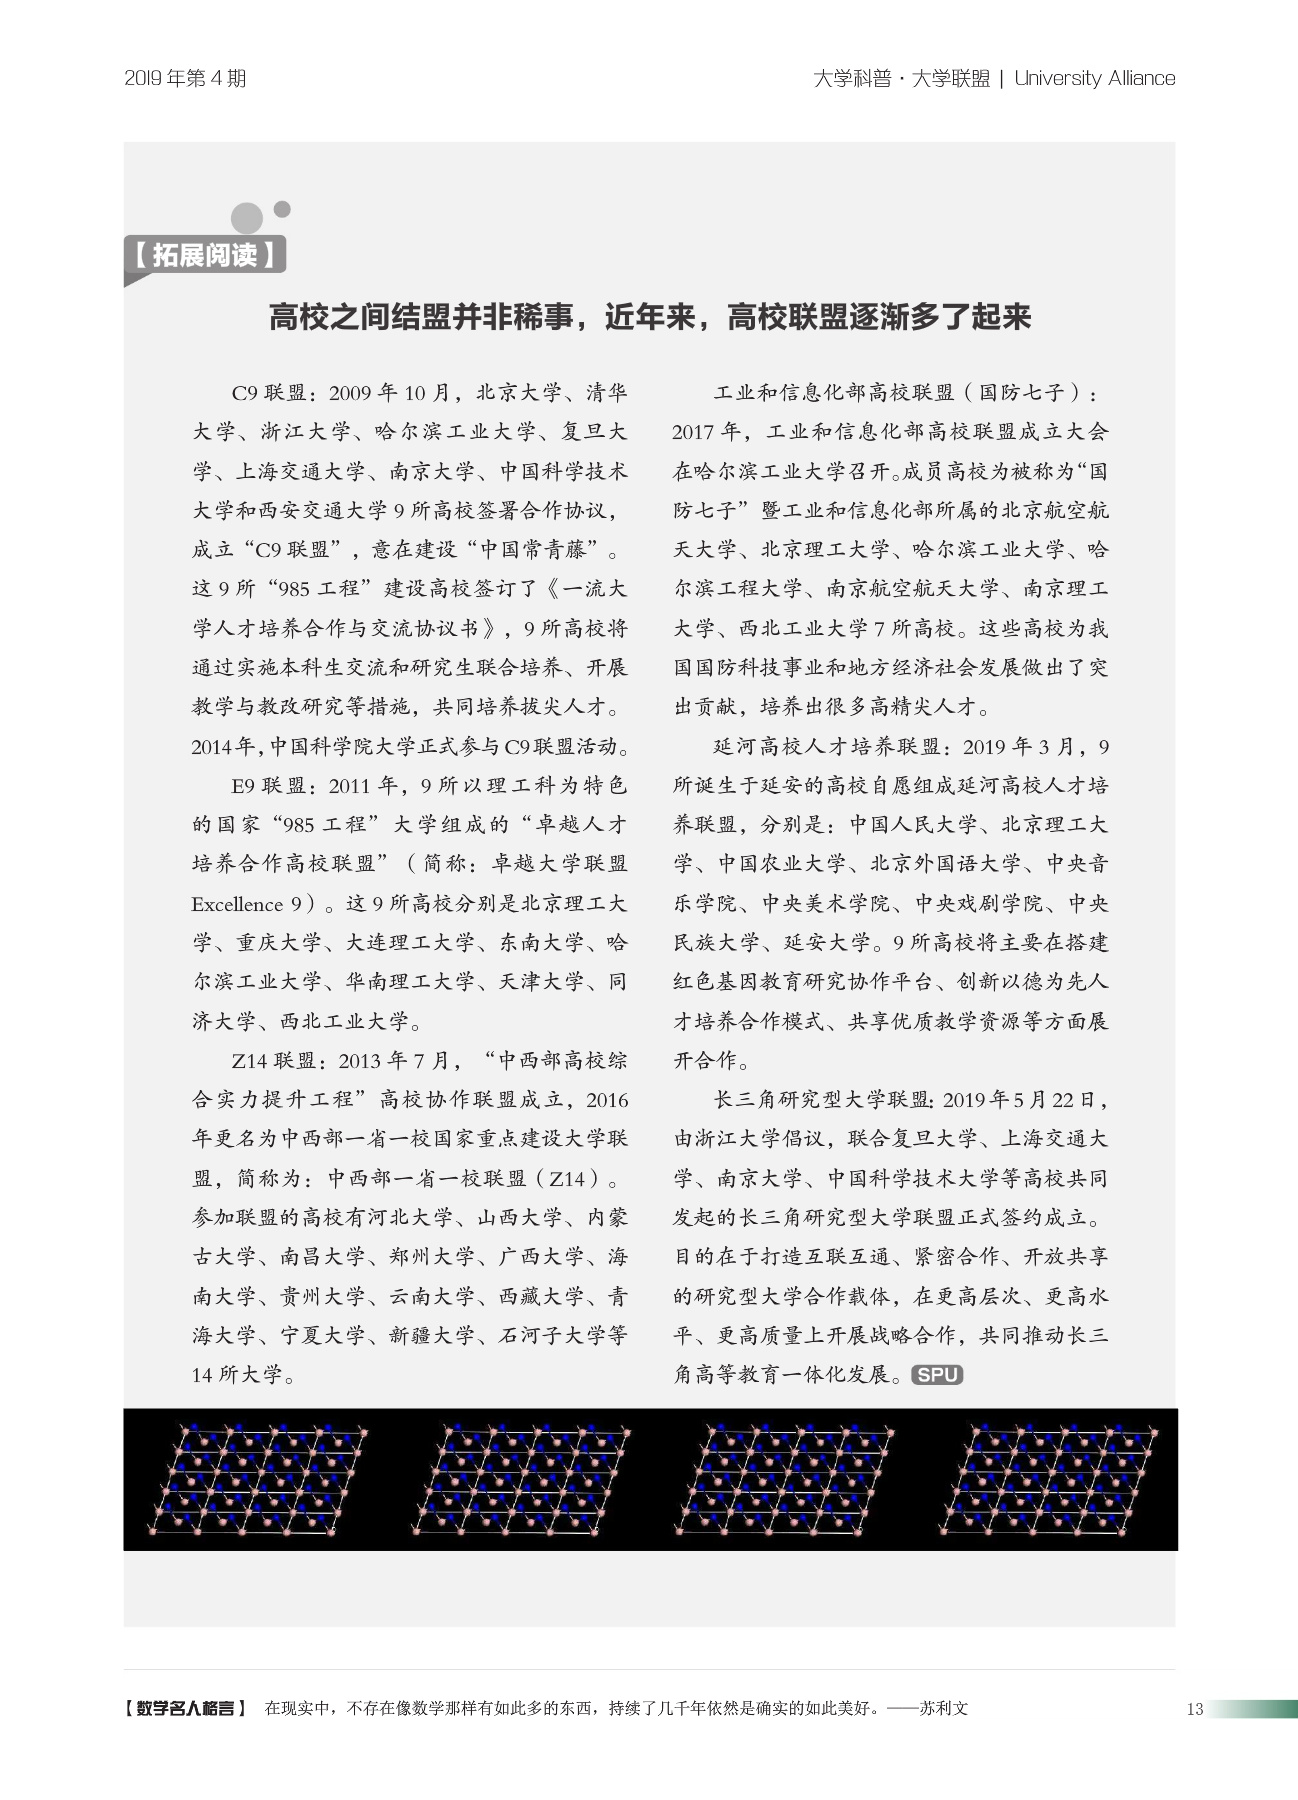 2019 年第 4 期
大学科普·大学联盟 | University Alliance
【拓展阅读】
高校之间结盟并非稀事，近年来，高校联盟逐渐多了起来
C9 联盟：2009 年 10 月，北京大学、清华
大学、浙江大学、哈尔滨工业大学、复旦大
学、上海交通大学、南京大学、中国科学技术
大学和西安交通大学 9 所高校签署合作协议，
成立“C9 联盟”，意在建设“中国常青藤”。
这 9 所“985 工程”建设高校签订了《一流大
学人才培养合作与交流协议书》，9 所高校将
通过实施本科生交流和研究生联合培养、开展
教学与教改研究等措施，共同培养拔尖人才。
2014年，中国科学院大学正式参与C9联盟活动。
E9 联盟：2011 年，9 所以理工科为特色
的国家“985 工程”大学组成的“卓越人才
培养合作高校联盟”（简称：卓越大学联盟
Excellence 9）。这 9 所高校分别是北京理工大
学、重庆大学、大连理工大学、东南大学、哈
尔滨工业大学、华南理工大学、天津大学、同
济大学、西北工业大学。
Z14 联盟：2013 年 7 月，“中西部高校综
合实力提升工程”高校协作联盟成立，2016
年更名为中西部一省一校国家重点建设大学联
盟，简称为：中西部一省一校联盟（Z14）。
参加联盟的高校有河北大学、山西大学、内蒙
古大学、南昌大学、郑州大学、广西大学、海
南大学、贵州大学、云南大学、西藏大学、青
海大学、宁夏大学、新疆大学、石河子大学等
14 所大学。
工业和信息化部高校联盟（国防七子）：
2017 年，工业和信息化部高校联盟成立大会
在哈尔滨工业大学召开。成员高校为被称为“国
防七子”暨工业和信息化部所属的北京航空航
天大学、北京理工大学、哈尔滨工业大学、哈
尔滨工程大学、南京航空航天大学、南京理工
大学、西北工业大学 7 所高校。这些高校为我
国国防科技事业和地方经济社会发展做出了突
出贡献，培养出很多高精尖人才。
延河高校人才培养联盟：2019 年 3 月，9
所诞生于延安的高校自愿组成延河高校人才培
养联盟，分别是：中国人民大学、北京理工大
学、中国农业大学、北京外国语大学、中央音
乐学院、中央美术学院、中央戏剧学院、中央
民族大学、延安大学。9 所高校将主要在搭建
红色基因教育研究协作平台、创新以德为先人
才培养合作模式、共享优质教学资源等方面展
开合作。
长三角研究型大学联盟：2019年5月22日，
由浙江大学倡议，联合复旦大学、上海交通大
学、南京大学、中国科学技术大学等高校共同
发起的长三角研究型大学联盟正式签约成立。
目的在于打造互联互通、紧密合作、开放共享
的研究型大学合作载体，在更高层次、更高水
平、更高质量上开展战略合作，共同推动长三
角高等教育一体化发展。SPU
【数学名人格言】 在现实中，不存在像数学那样有如此多的东西，持续了几千年依然是确实的如此美好。——苏利文
13